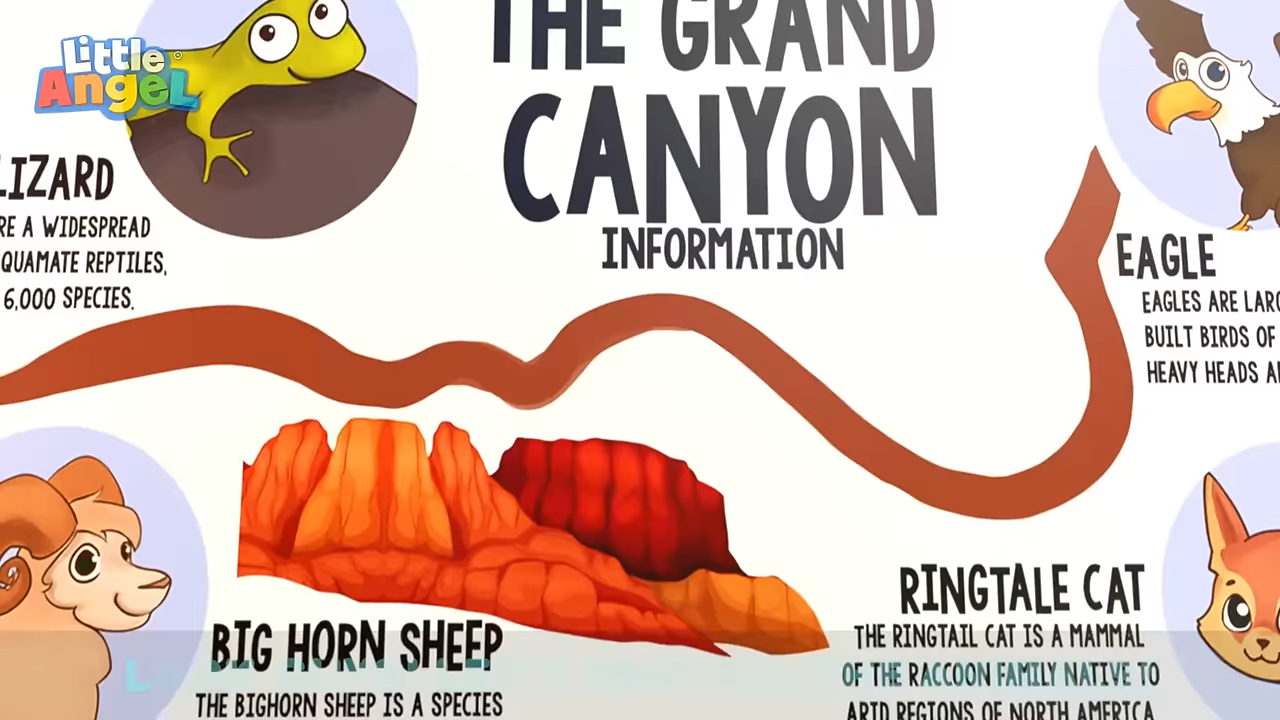 Little
Angel
THE GRAND
CANYON
INFORMATION
LIZARD
RE A WIDESPREAD
QUAMATE REPTILES,
6,000 SPECIES.
EAGLE
EAGLES ARE LARG
BUILT BIRDS OF
HEAVY HEADS A
BIG HORN SHEEP
THE BIGHORN SHEEP IS A SPECIES
RINGTALE CAT
THE RINGTAIL CAT IS A MAMMAL
OF THE RACCOON FAMILY NATIVE TO
ARID REGIONS OF NORTH AMERICA